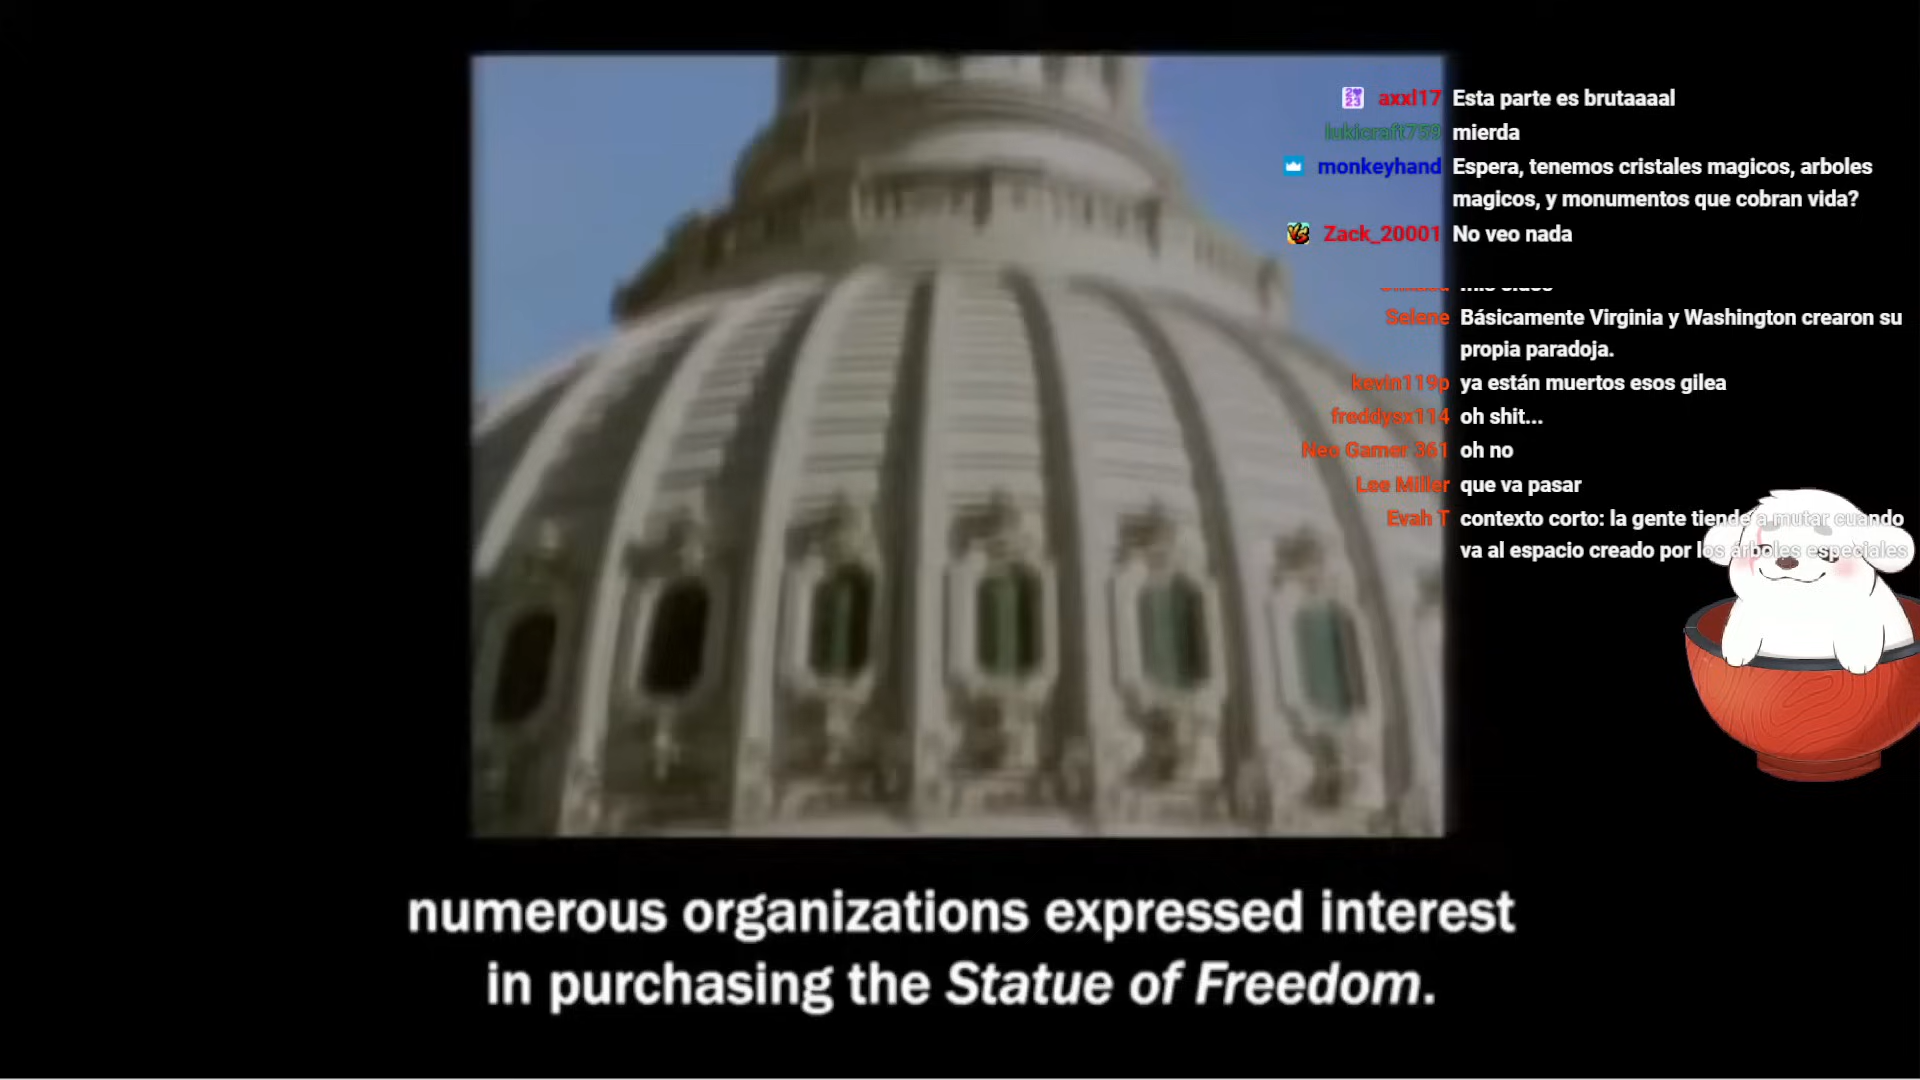 axxl17 Esta parte es brutaaaal
lukicraft759 mierda
monkeyhand Espera, tenemos cristales magicos, arboles
magicos, y monumentos que cobran vida?
Zack_20001 No veo nada
Selene Básicamente Virginia y Washington crearon su
propia paradoja.
kevin119p ya están muertos esos gilea
freddysx114 oh shit...
Neo Gamer 361 oh no
Lee Miller que va pasar
Evah T contexto corto: la gente tiende a mutar cuando
va al espacio creado por los árboles especiales
numerous organizations expressed interest
in purchasing the Statue of Freedom.